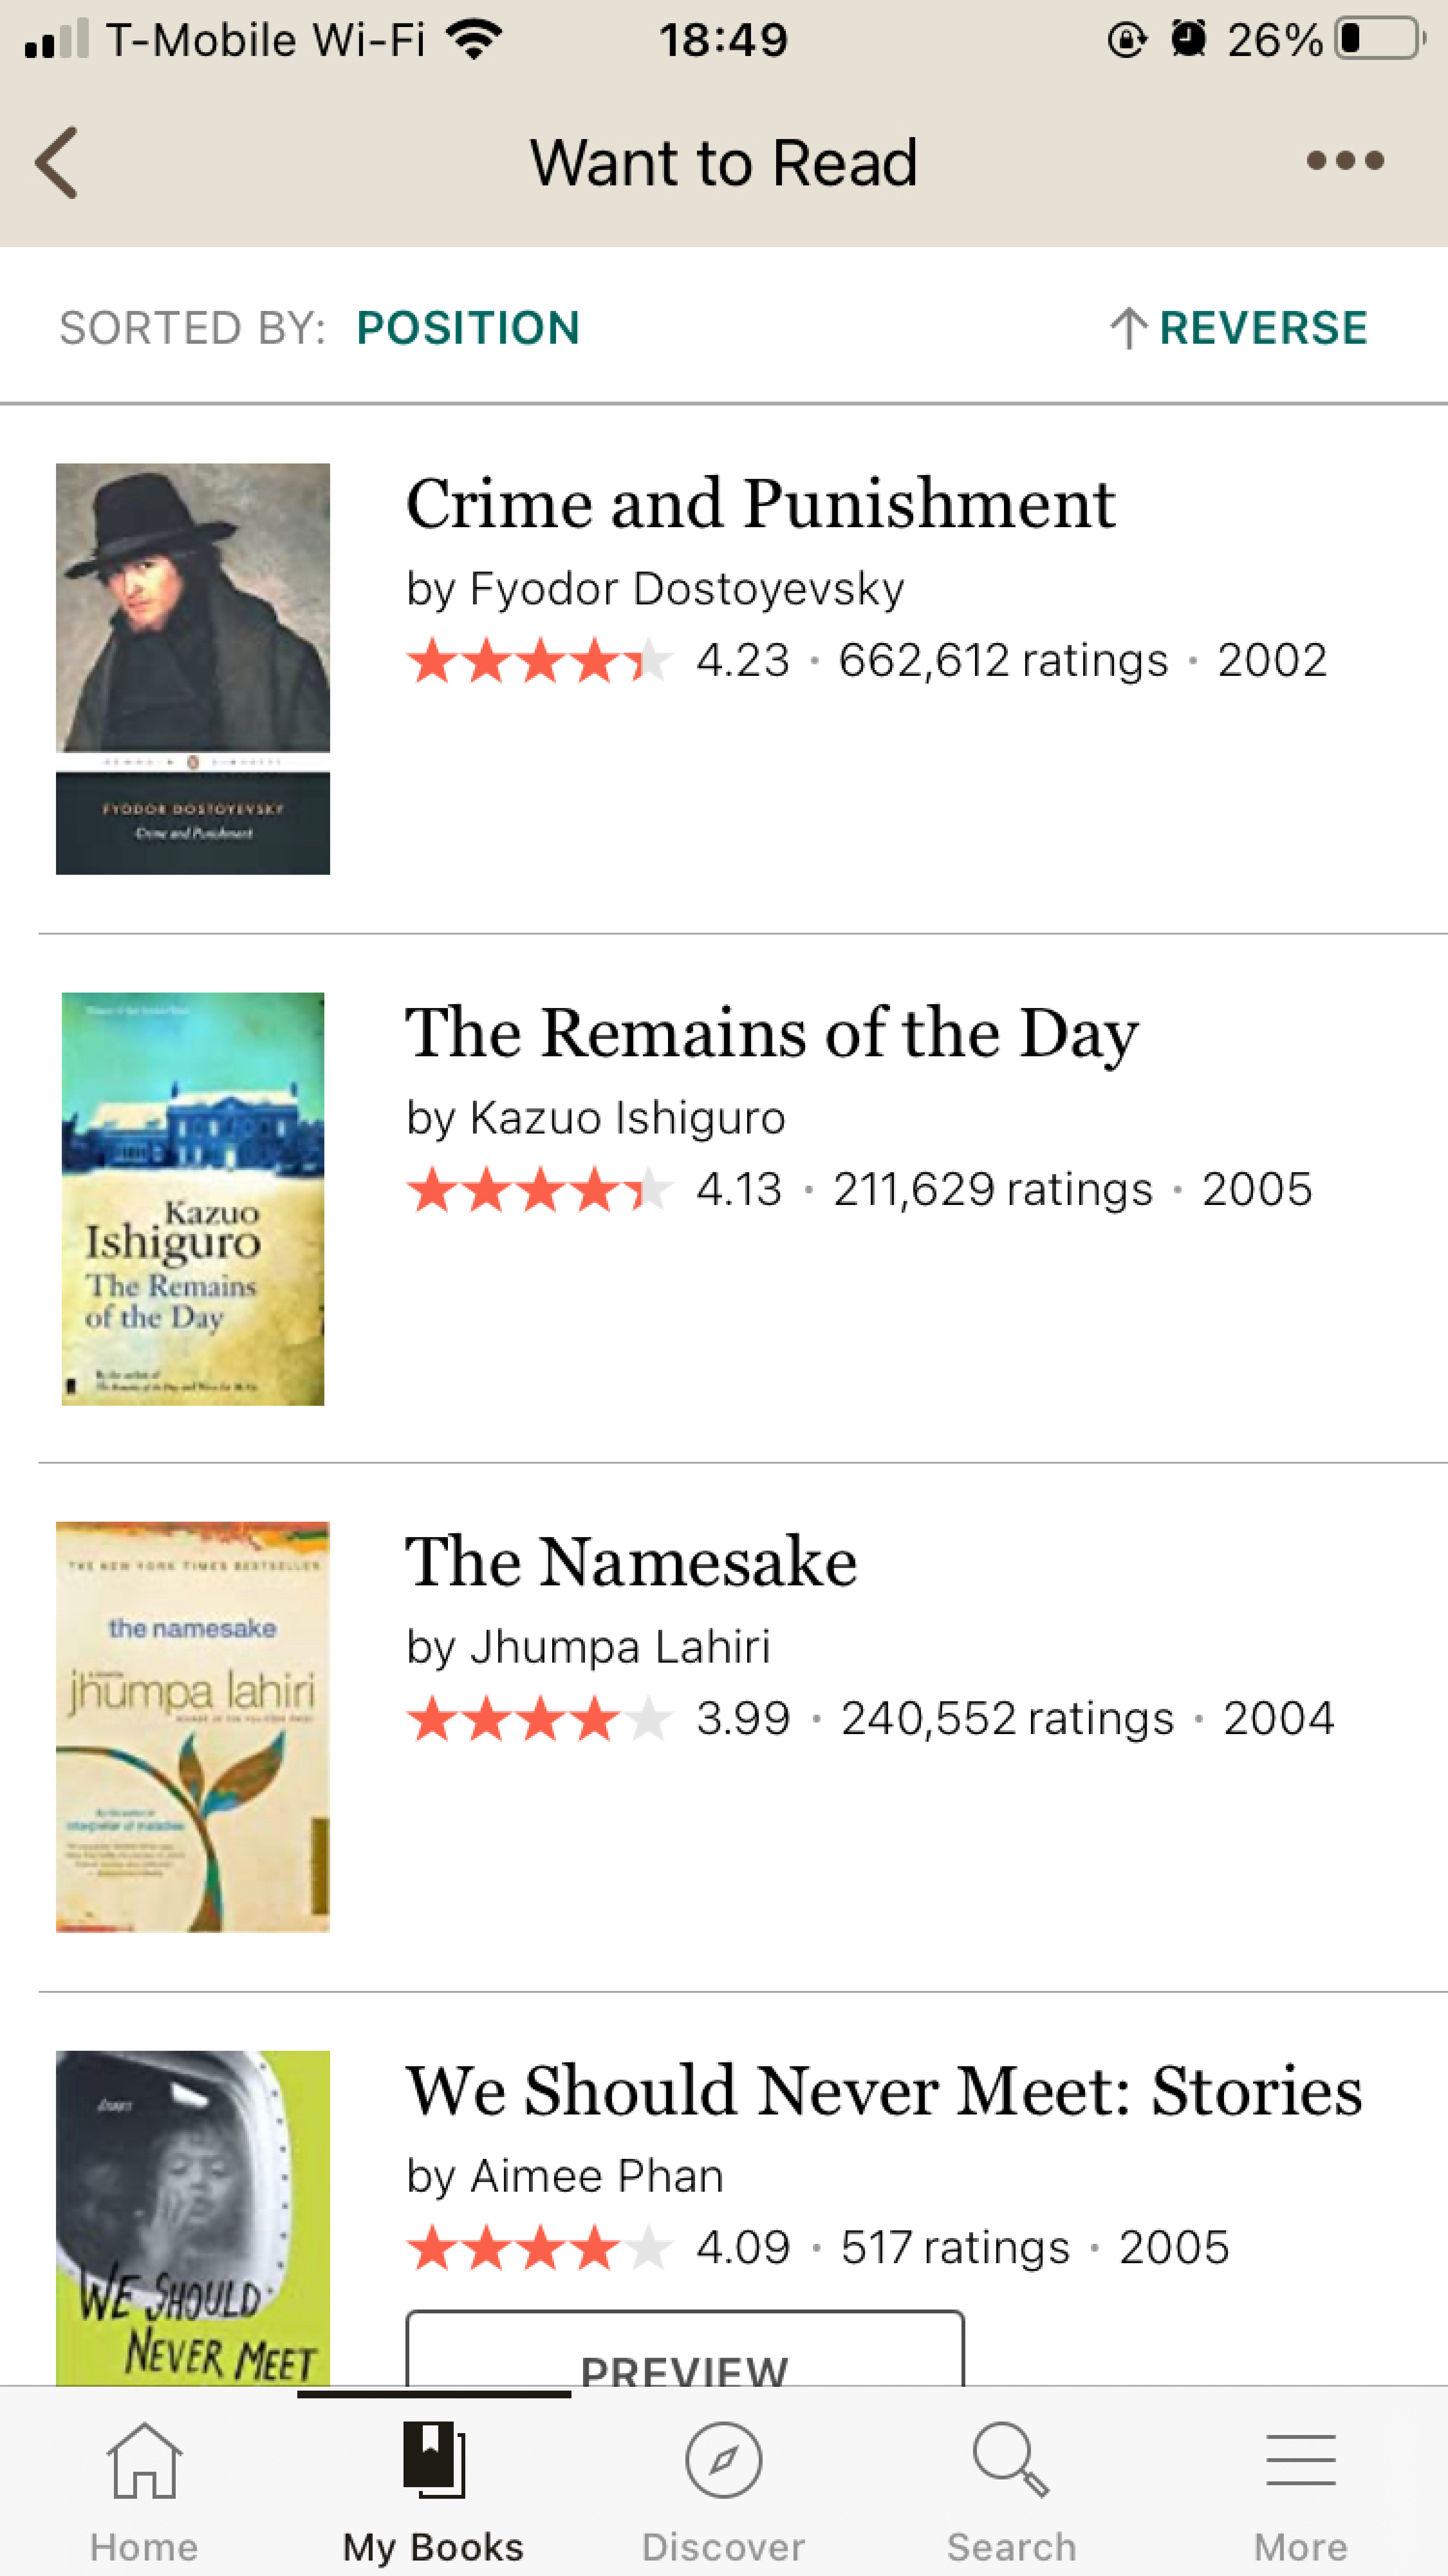 T-Mobile Wi-Fi 18:49 26%
Want to Read
SORTED BY: POSITION ↑ REVERSE
Crime and Punishment
by Fyodor Dostoyevsky
4.23 · 662,612 ratings · 2002
FYODOR DOSTOYEVSKY
Crime and Punishment
The Remains of the Day
by Kazuo Ishiguro
4.13 · 211,629 ratings · 2005
Kazuo
Ishiguro
The Remains
of the Day
The Namesake
by Jhumpa Lahiri
3.99 · 240,552 ratings · 2004
THE NEW YORK TIMES BESTSELLER
the namesake
jhumpa lahiri
We Should Never Meet: Stories
by Aimee Phan
4.09 · 517 ratings · 2005
PREVIEW
WE SHOULD
NEVER MEET
Home My Books Discover Search More